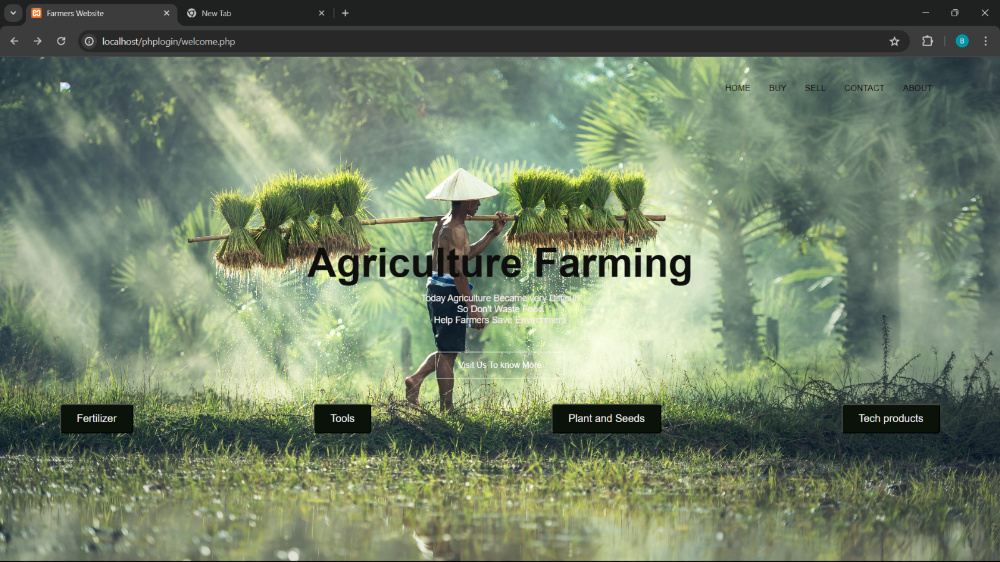 Farmers Website
New Tab
localhost/phplogin/welcome.php
B
HOME BUY SELL CONTACT ABOUT
Agriculture Farming
Today Agriculture Became very Difficult
So Don't Waste Food
Help Farmers Save Environment
Visit Us To know More
Fertilizer
Tools
Plant and Seeds
Tech products